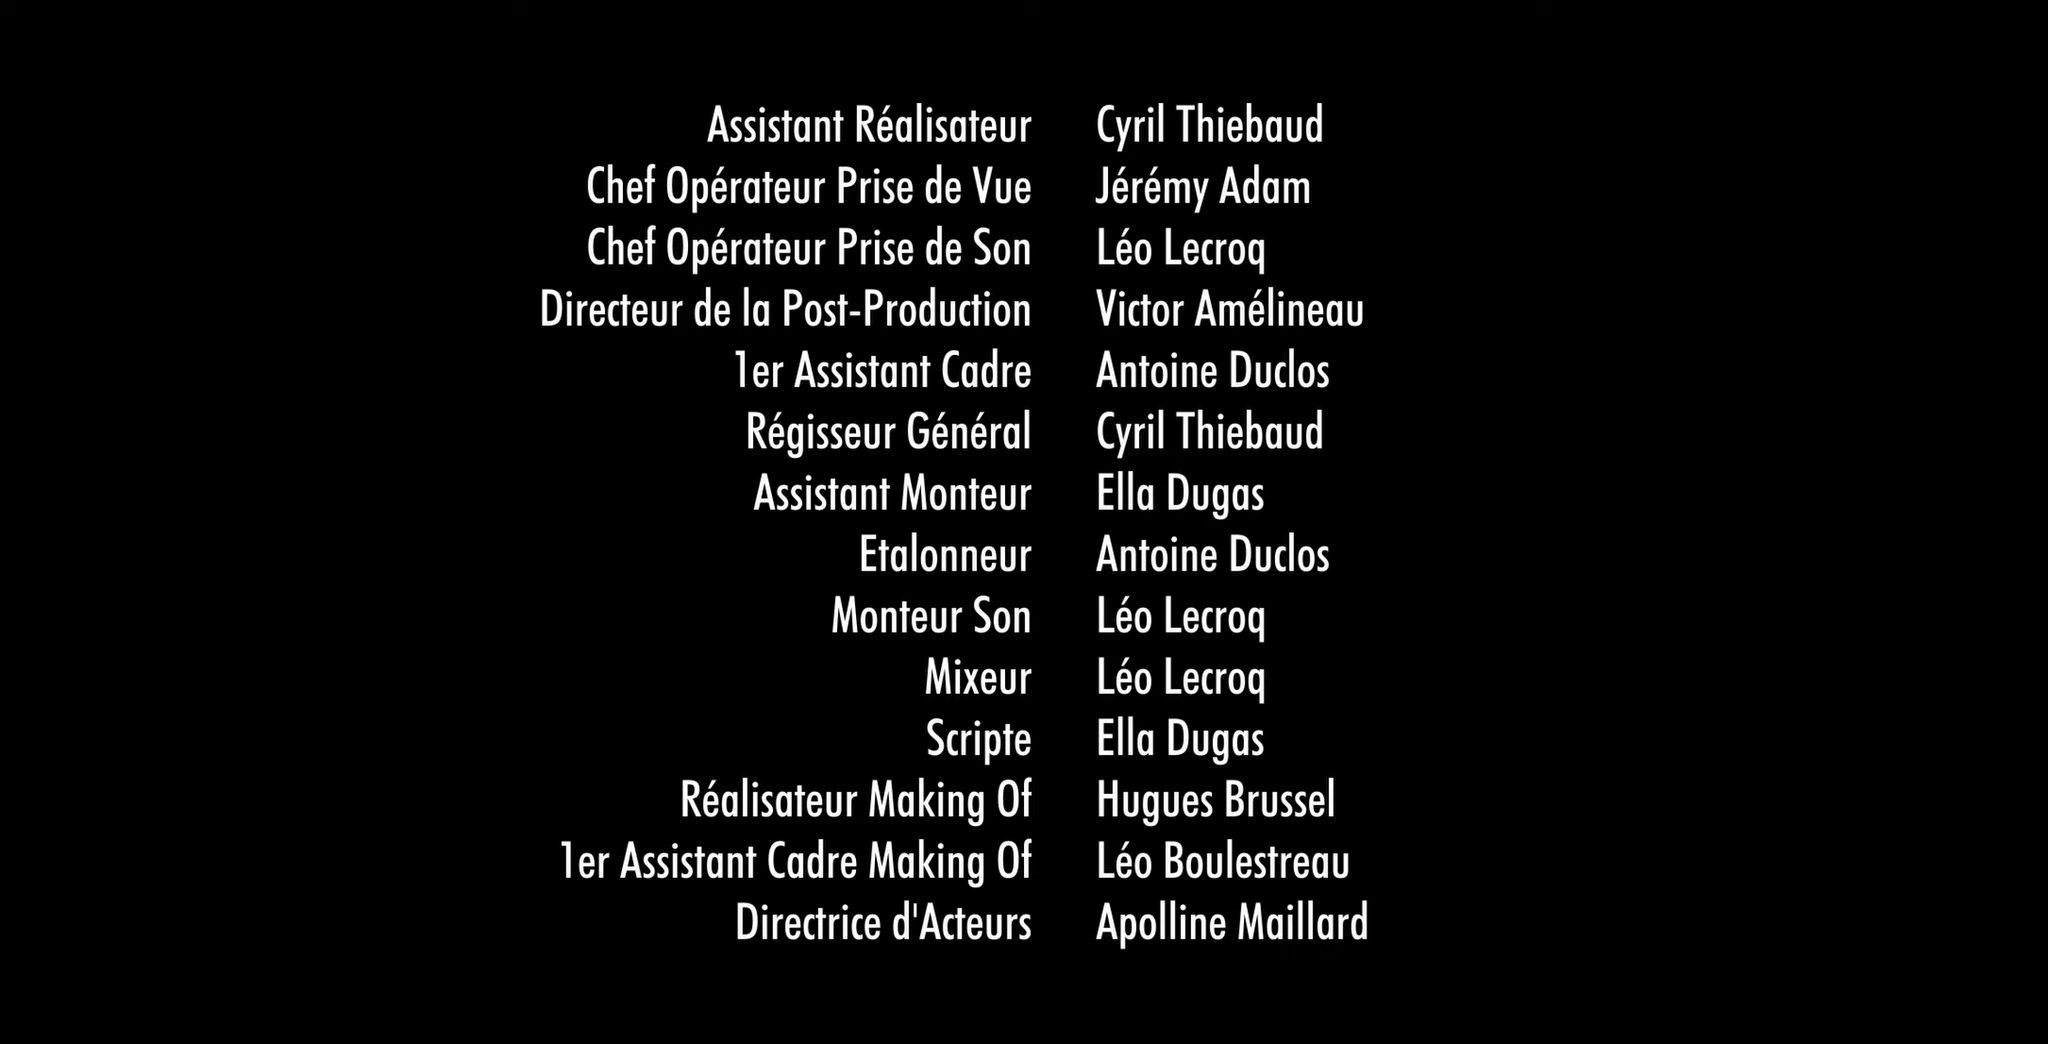 Assistant Réalisateur Cyril Thiebaud
Chef Opérateur Prise de Vue Jérémy Adam
Chef Opérateur Prise de Son Léo Lecroq
Directeur de la Post-Production Victor Amélineau
1er Assistant Cadre Antoine Duclos
Régisseur Général Cyril Thiebaud
Assistant Monteur Ella Dugas
Etalonneur Antoine Duclos
Monteur Son Léo Lecroq
Mixeur Léo Lecroq
Scripte Ella Dugas
Réalisateur Making Of Hugues Brussel
1er Assistant Cadre Making Of Léo Boulestreau
Directrice d'Acteurs Apolline Maillard